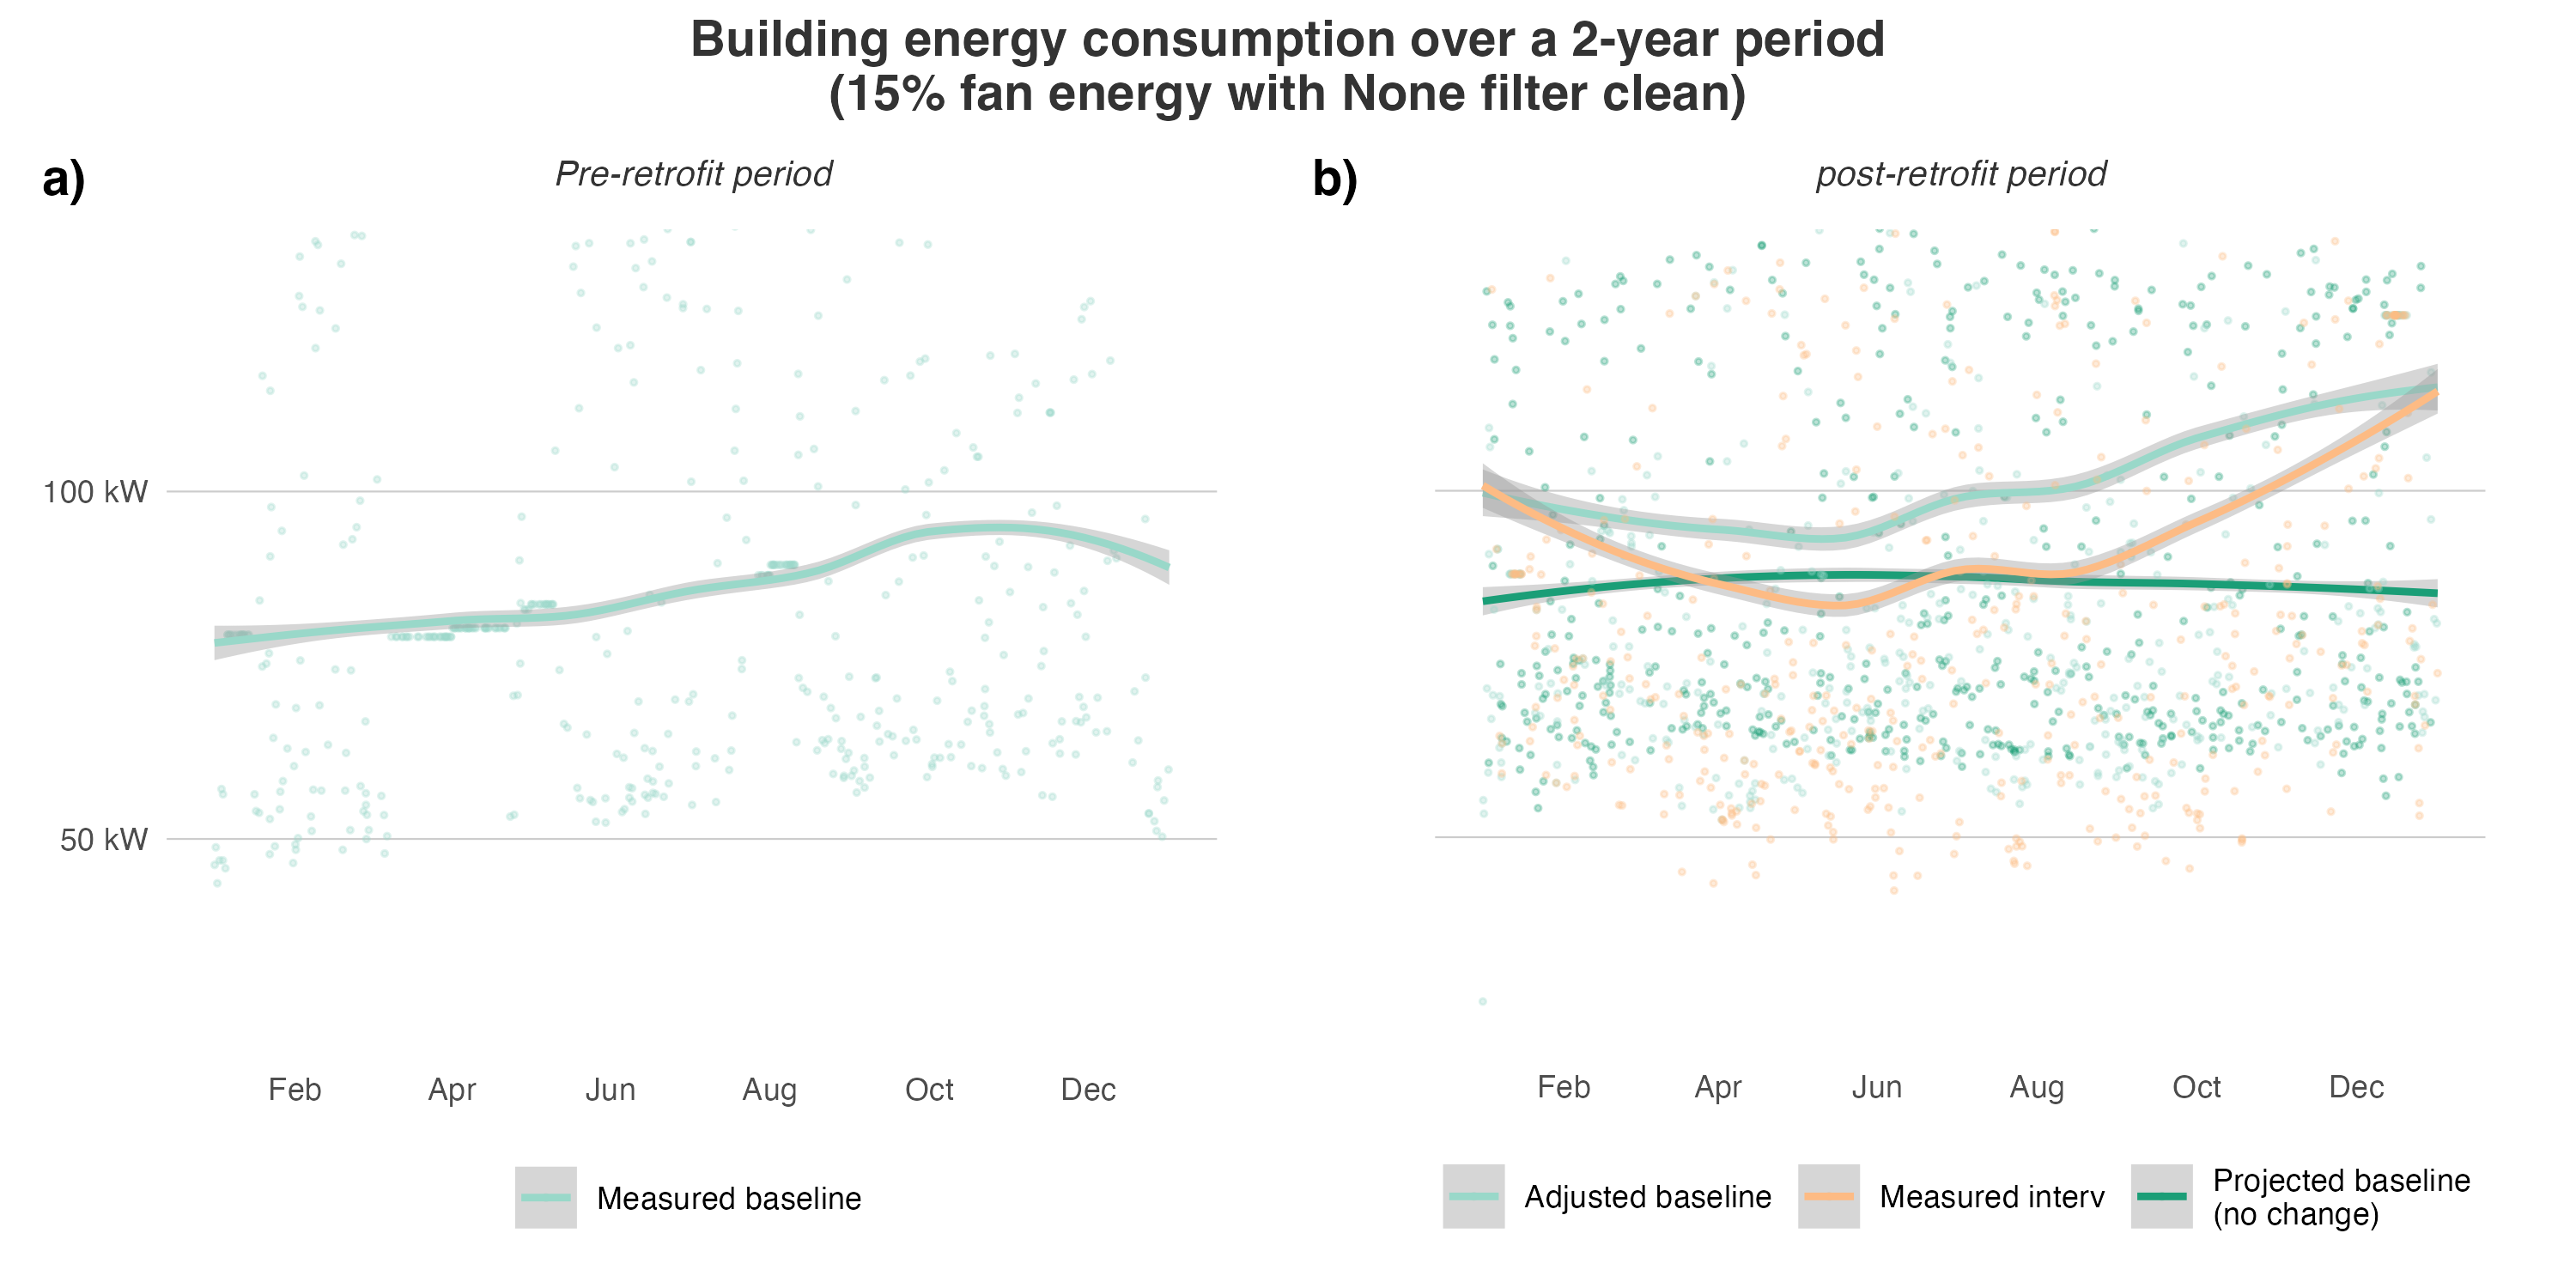 Building energy consumption over a 2-year period
(15% fan energy with None filter clean)
a)
Pre-retrofit period
100 kW
50 kW
Feb Apr Jun Aug Oct Dec
Measured baseline
b)
post-retrofit period
Feb Apr Jun Aug Oct Dec
Adjusted baseline
Measured interv
Projected baseline
(no change)